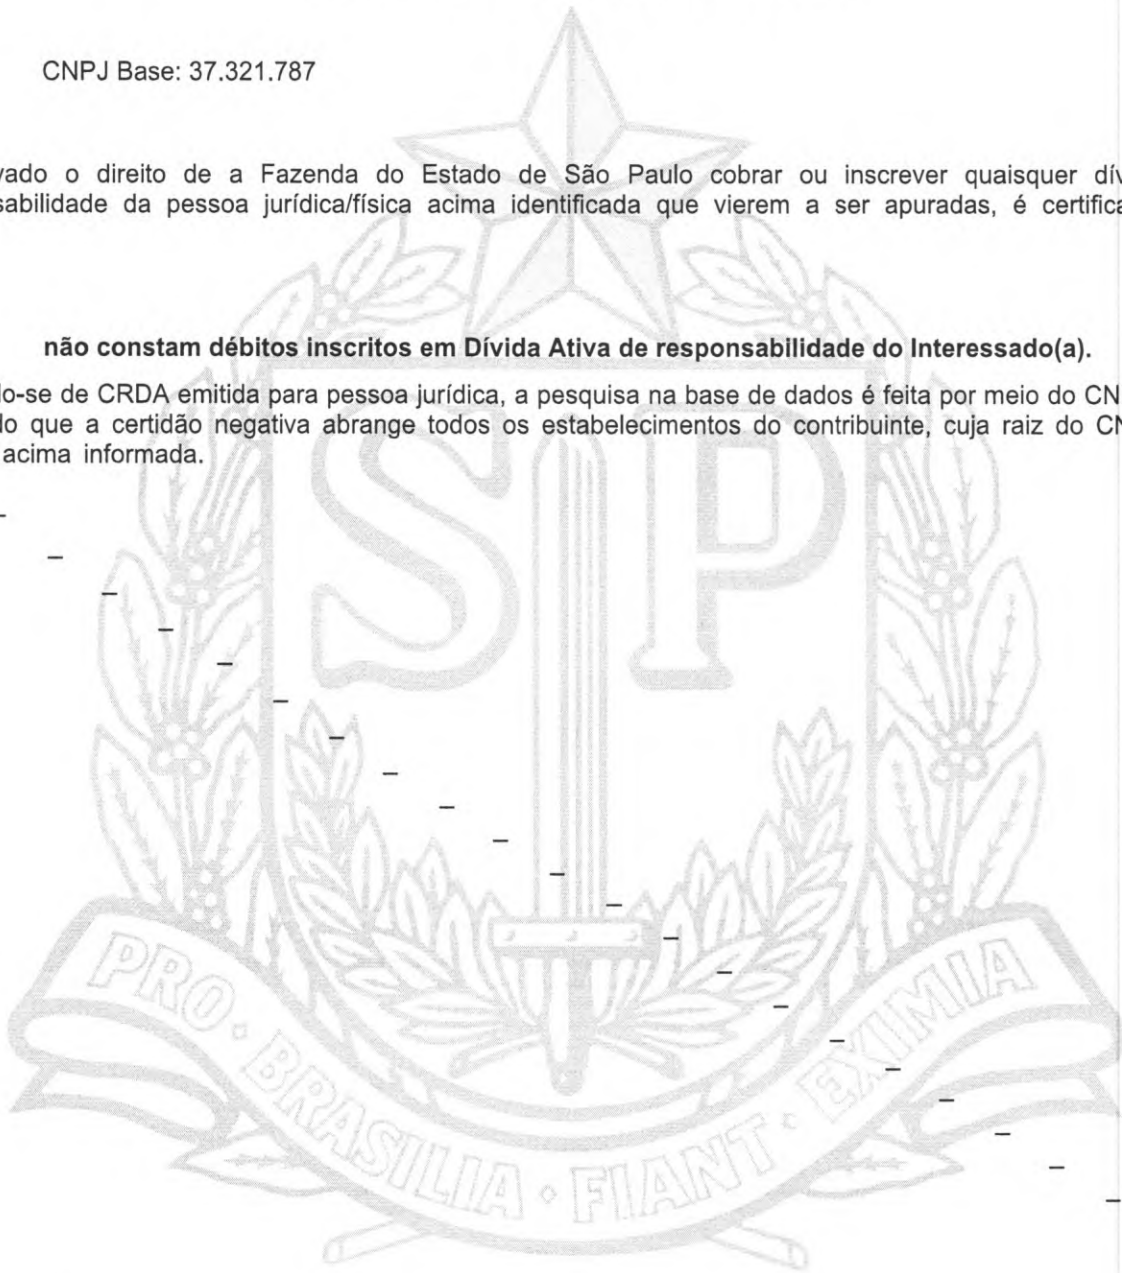 CNPJ Base: 37.321.787
vado o direito de a Fazenda do Estado de São Paulo cobrar ou inscrever quaisquer dív
sabilidade da pessoa jurídica/física acima identificada que vierem a ser apuradas, é certifica
não constam débitos inscritos em Dívida Ativa de responsabilidade do Interessado(a).
do-se de CRDA emitida para pessoa jurídica, a pesquisa na base de dados é feita por meio do CN
do que a certidão negativa abrange todos os estabelecimentos do contribuinte, cuja raiz do CN
acima informada.
SP
PRO · BRASILIA · FIANT · EXIMIA